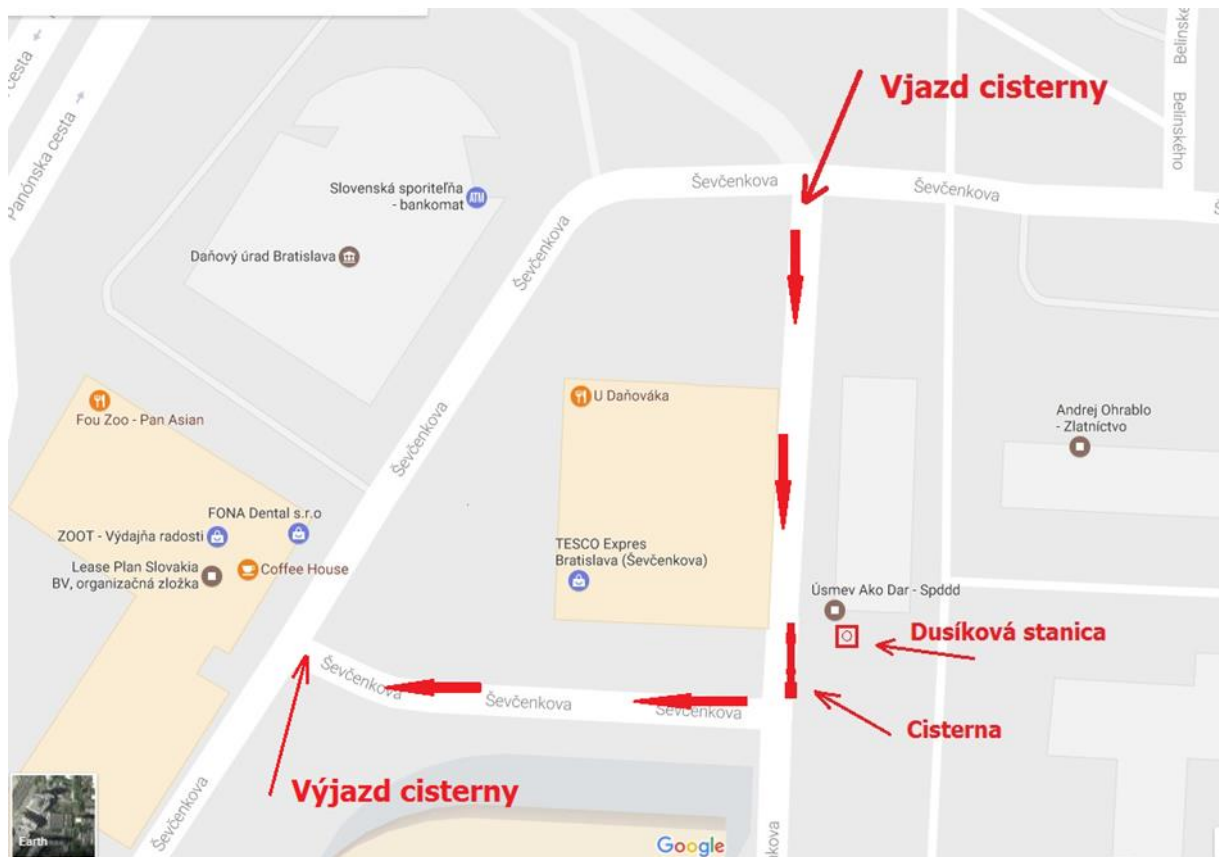 cesta
Panónska cesta
Belinské
Belinského
Vjazd cisterny
Ševčenkova
Ševčenkova
Slovenská sporiteľňa
- bankomat
ATM
Daňový úrad Bratislava
Ševčenkova
Fou Zoo - Pan Asian
U Daňováka
Andrej Ohrablo
- Zlatníctvo
Ševčenkova
FONA Dental s.r.o
ZOOT - Výdajňa radosti
Lease Plan Slovakia
BV, organizačná zložka
Coffee House
TESCO Expres
Bratislava (Ševčenkova)
Úsmev Ako Dar - Spddd
Dusíková stanica
Ševčenkova
Ševčenkova
Ševčenkova
Cisterna
Výjazd cisterny
Ševčenkova
Earth
Google